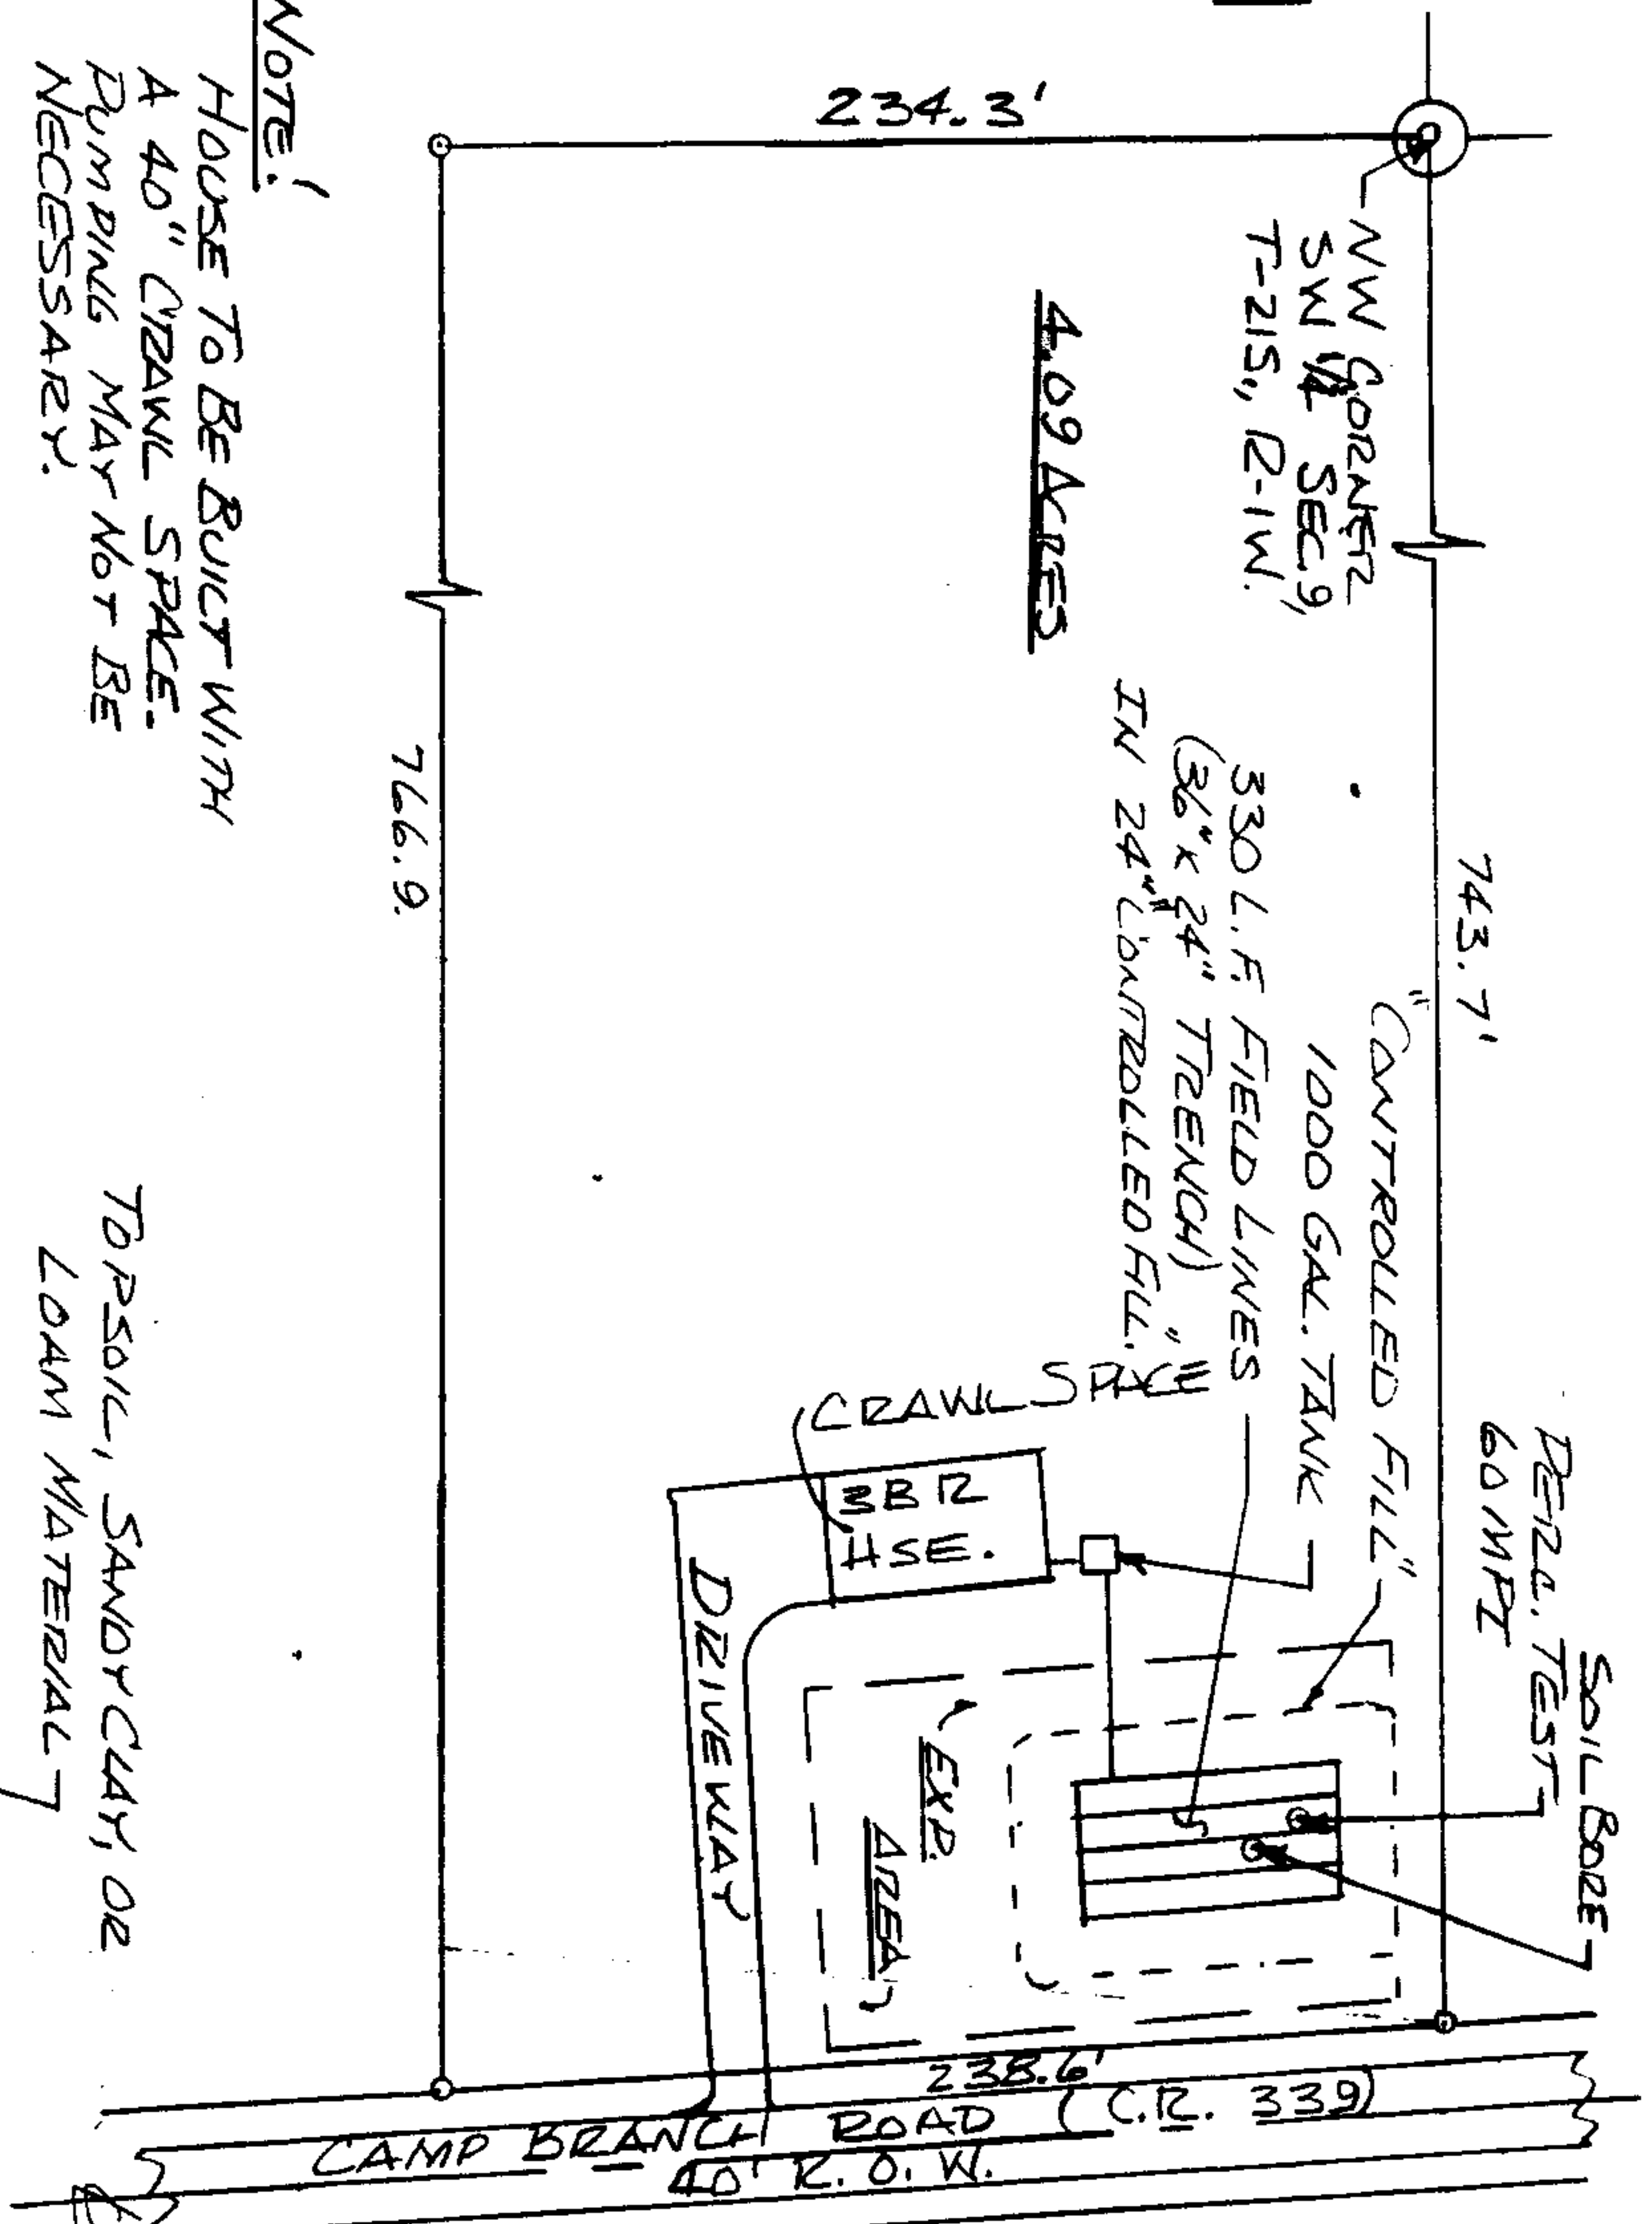 234.3'
NW CORNER
SW 1/4 SEC. 9,
T-21S., R-1W.
4.09 ACRES
743.7'
"CONTROLLED FILL"
1000 GAL. TANK
330 L.F. FIELD LINES
(36" x 24" TRENCH)
IN 24" "CONTROLLED FILL."
PERC. TEST
60 MPI
SOIL BORE
CRAWL SPACE
3 BR
HSE.
DRIVEWAY
EXP.
AREA
766.9.
238.6'
CAMP BRANCH ROAD (C.R. 339)
40' R.O.W.
NOTE!
HOUSE TO BE BUILT WITH
A 40" CRAWL SPACE.
PUMPING MAY NOT BE
NECESSARY.
TOPSOIL, SANDY CLAY, OR
LOAM MATERIAL